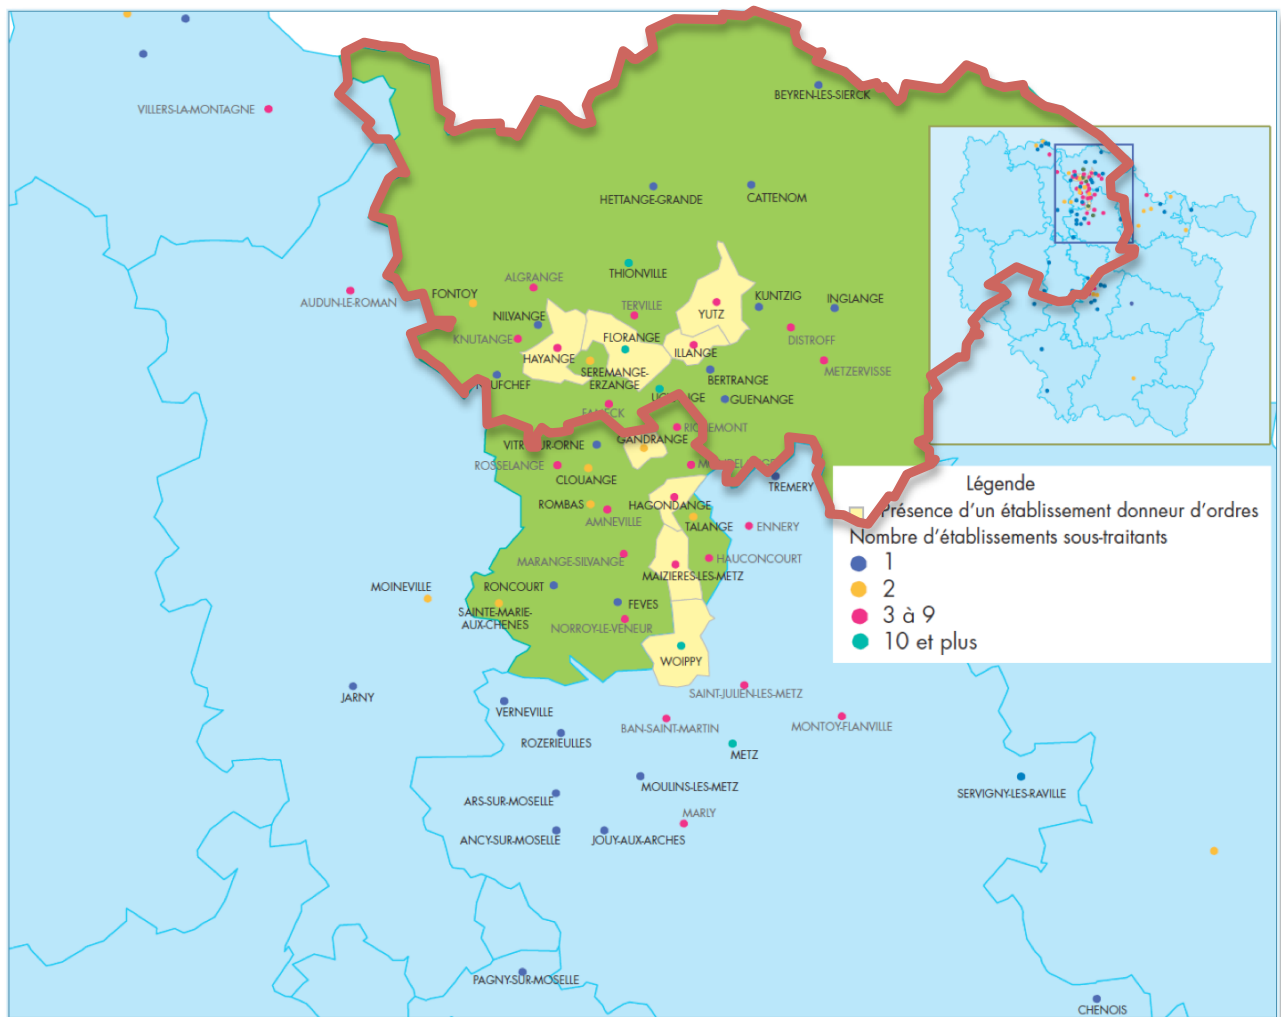 BEYREN-LES-SIERCK
VILLERS-LA-MONTAGNE
HETTANGE-GRANDE
CATTENOM
THIONVILLE
ALGRANGE
AUDUN-LE-ROMAN
FONTOY
KUNTZIG
INGLANGE
TERVILLE
YUTZ
NILVANGE
KNUTANGE
FLORANGE
DISTROFF
HAYANGE
ILLANGE
SEREMANGE-
ERZANGE
METZERVISSE
BERTRANGE
GUENANGE
RICHEMONT
GANDRANGE
ROSSELANGE
CLOUANGE
TREMERY
ROMBAS
HAGONDANGE
AMNEVILLE
TALANGE
ENNERY
MARANGE-SILVANGE
HAUCONCOURT
MAIZIERES-LES-METZ
MOINEVILLE
RONCOURT
FEVES
SAINTE-MARIE-
AUX-CHENES
NORROY-LE-VENEUR
WOIPPY
Légende
Présence d'un établissement donneur d'ordres
Nombre d'établissements sous-traitants
1
2
3 à 9
10 et plus
JARNY
SAINT-JULIEN-LES-METZ
VERNEVILLE
BAN-SAINT-MARTIN
MONTOY-FLANVILLE
ROZERIEULLES
METZ
MOULINS-LES-METZ
SERVIGNY-LES-RAVILLE
ARS-SUR-MOSELLE
MARLY
ANCY-SUR-MOSELLE
JOUY-AUX-ARCHES
PAGNY-SUR-MOSELLE
CHENOIS